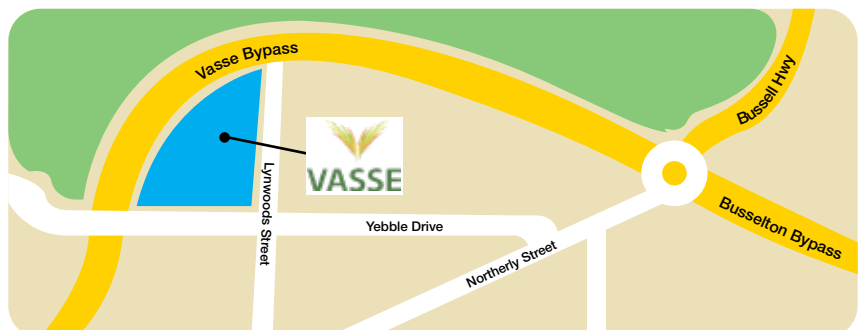 Vasse Bypass
Bussell Hwy
VASSE
Lynwoods Street
Yebble Drive
Busselton Bypass
Northerly Street